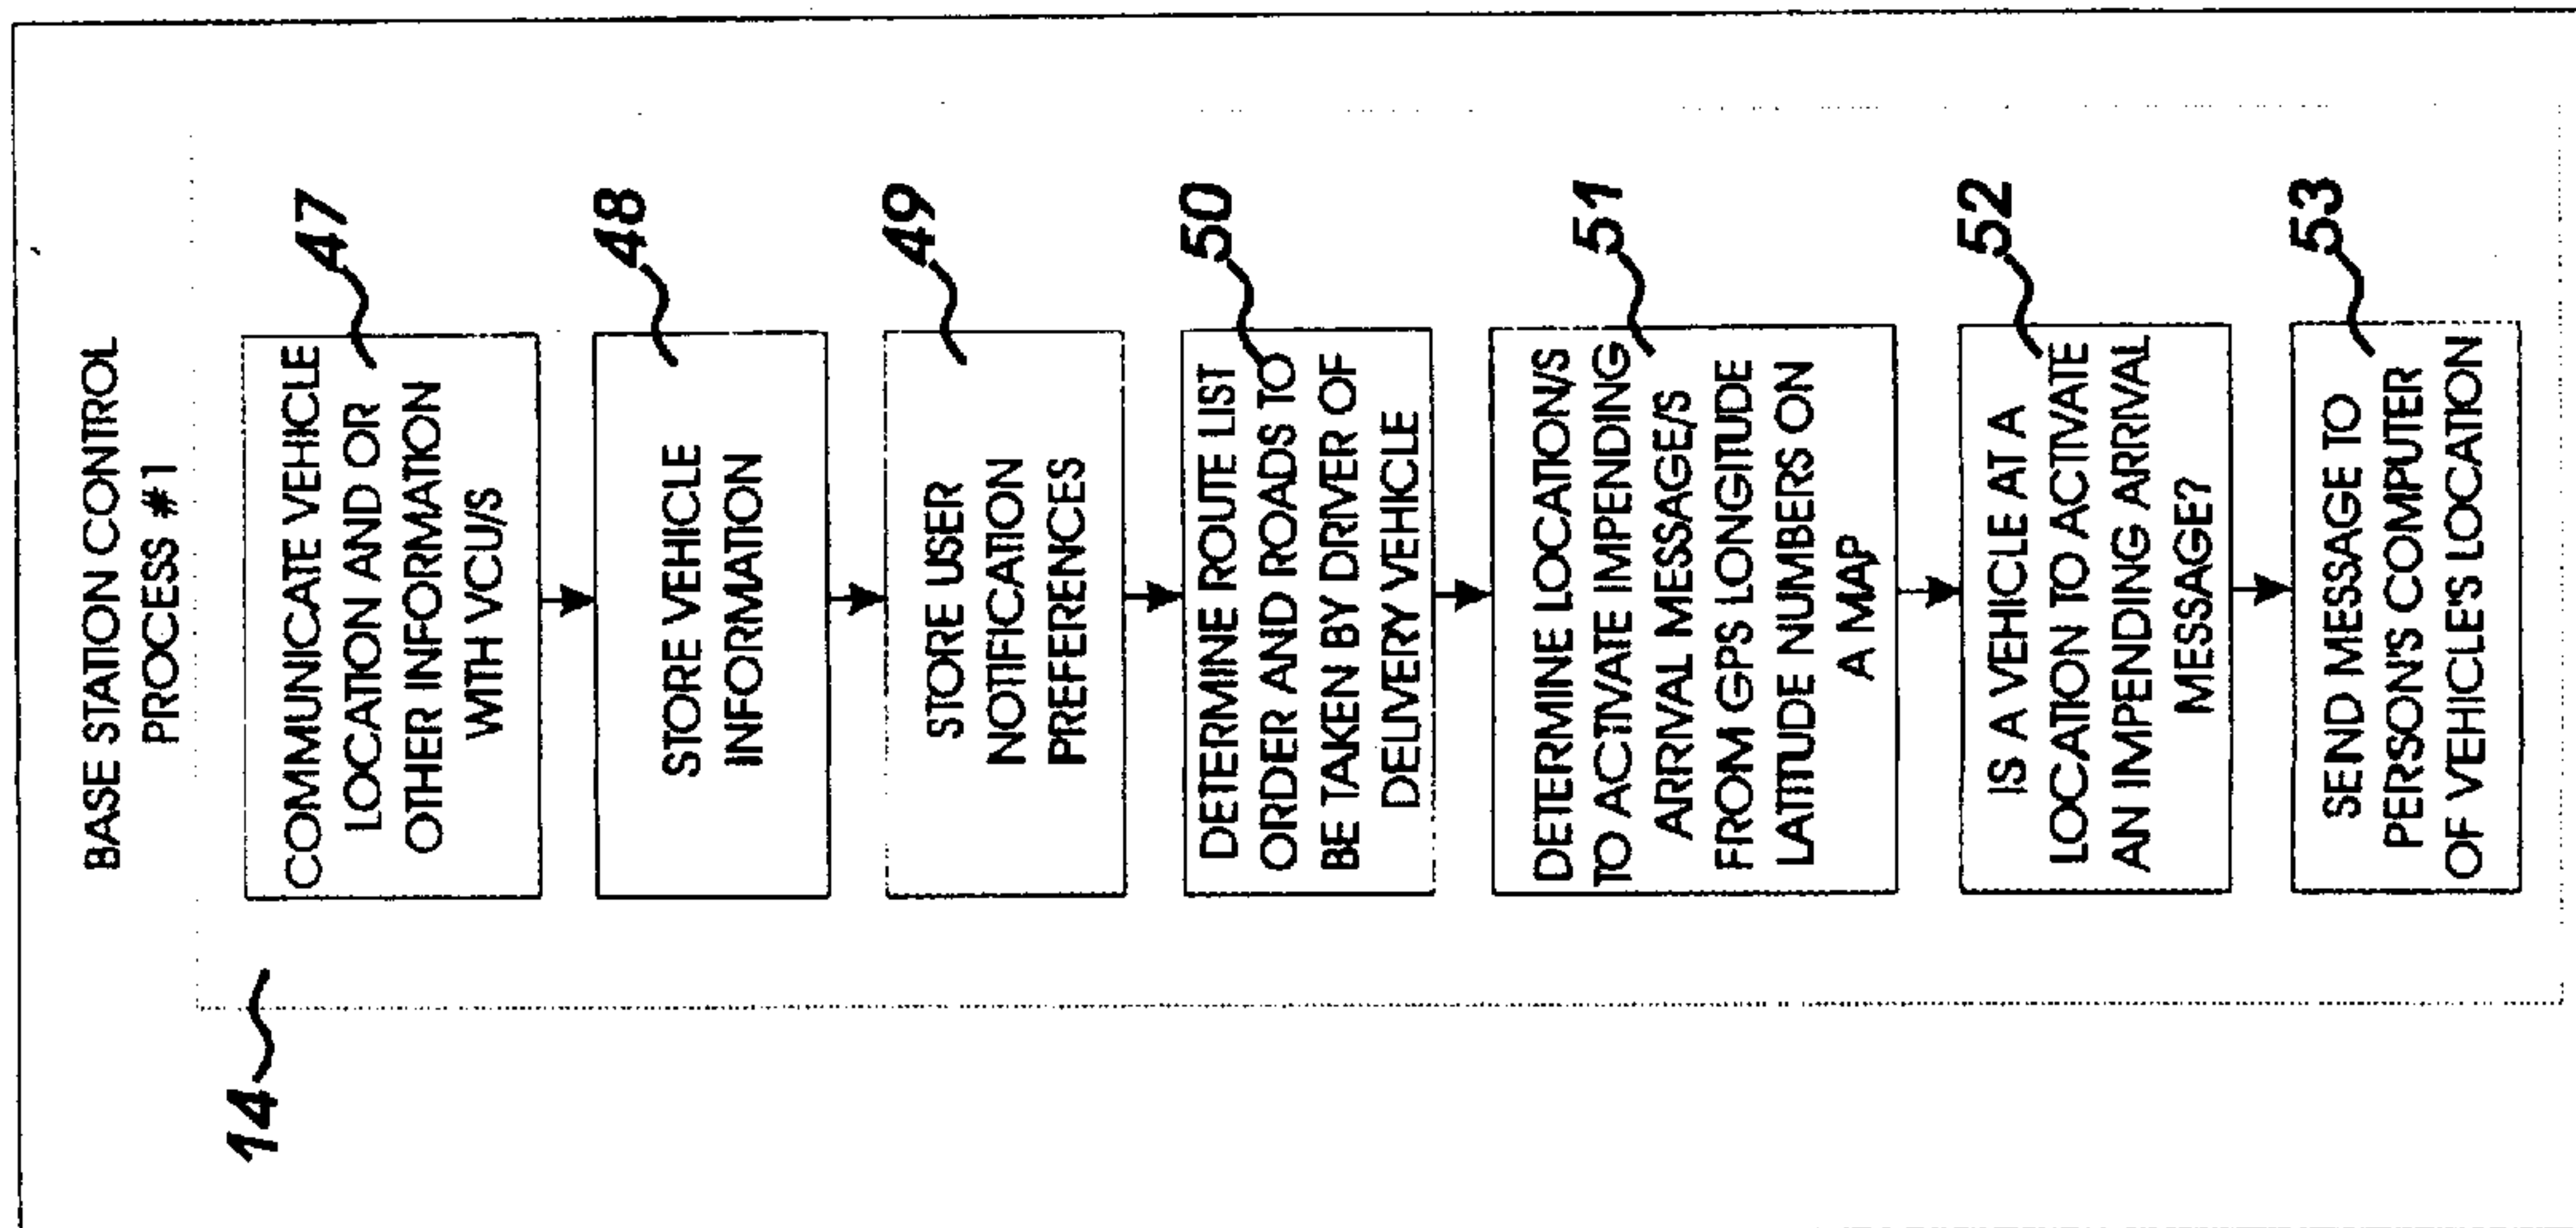 BASE STATION CONTROL
PROCESS #1
14
COMMUNICATE VEHICLE
LOCATION AND OR
OTHER INFORMATION
WITH VCU/S
47
STORE VEHICLE
INFORMATION
48
STORE USER
NOTIFICATION
PREFERENCES
49
DETERMINE ROUTE LIST
ORDER AND ROADS TO
BE TAKEN BY DRIVER OF
DELIVERY VEHICLE
50
DETERMINE LOCATION/S
TO ACTIVATE IMPENDING
ARRIVAL MESSAGE/S
FROM GPS LONGITUDE
LATITUDE NUMBERS ON
A MAP
51
IS A VEHICLE AT A
LOCATION TO ACTIVATE
AN IMPENDING ARRIVAL
MESSAGE?
52
SEND MESSAGE TO
PERSON'S COMPUTER
OF VEHICLE'S LOCATION
53